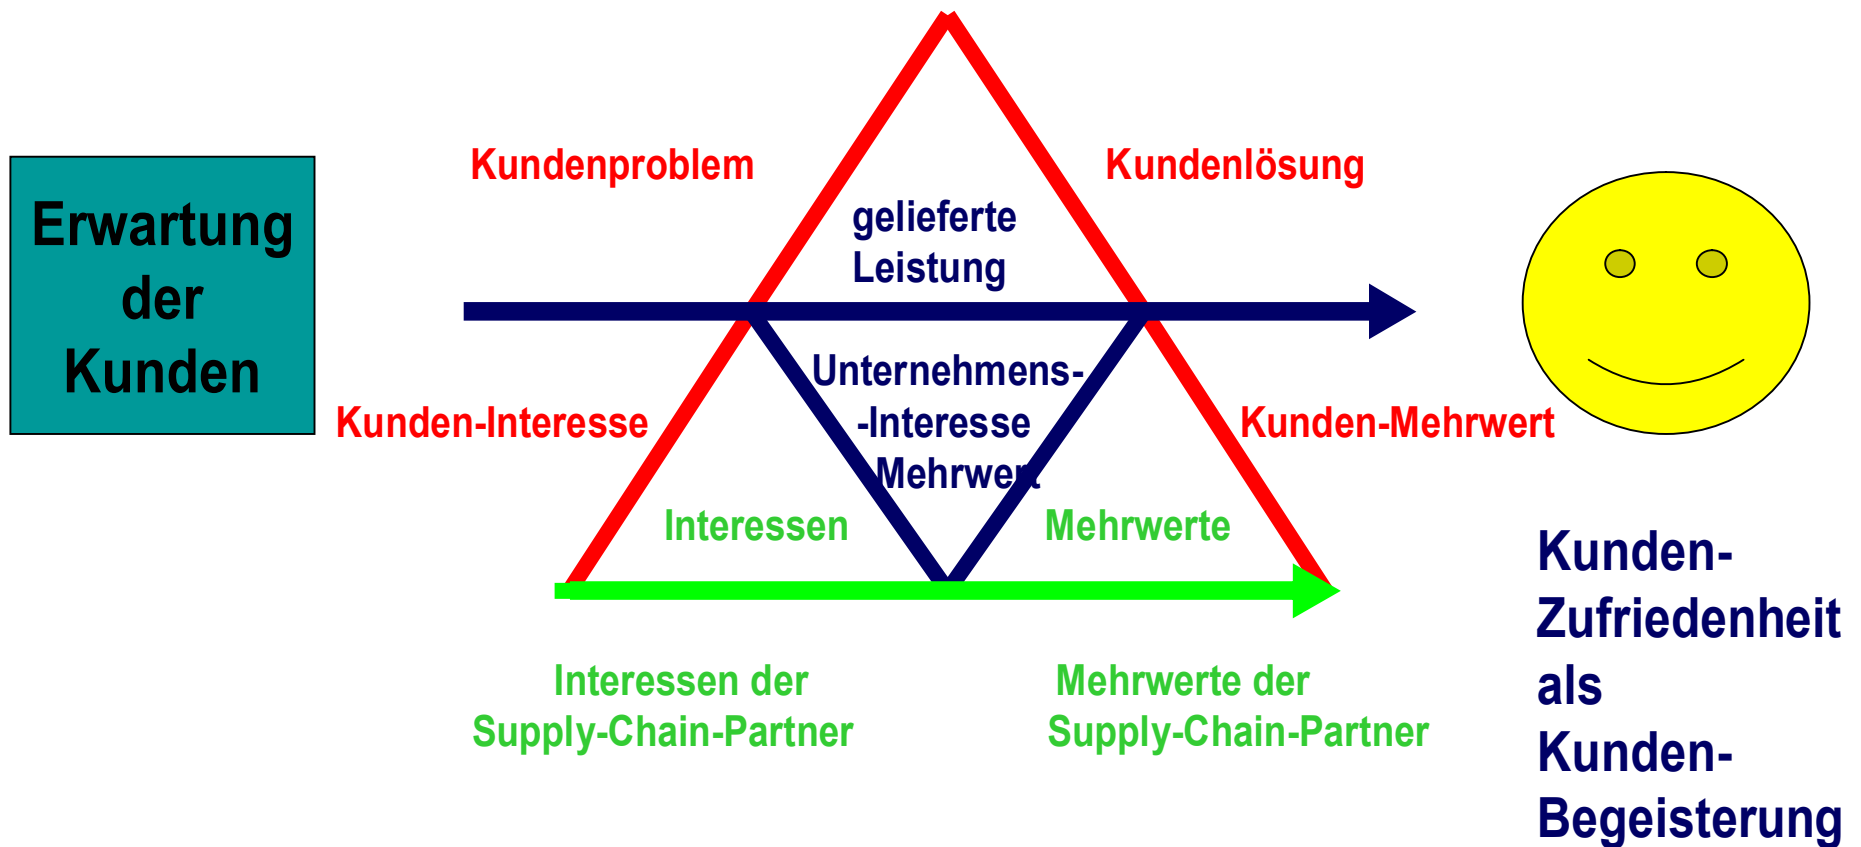 Erwartung
der
Kunden
Kundenproblem
Kundenlösung
gelieferte
Leistung
Unternehmens-
-Interesse
Mehrwert
Kunden-Interesse
Kunden-Mehrwert
Interessen
Mehrwerte
Interessen der
Supply-Chain-Partner
Mehrwerte der
Supply-Chain-Partner
Kunden-
Zufriedenheit
als
Kunden-
Begeisterung